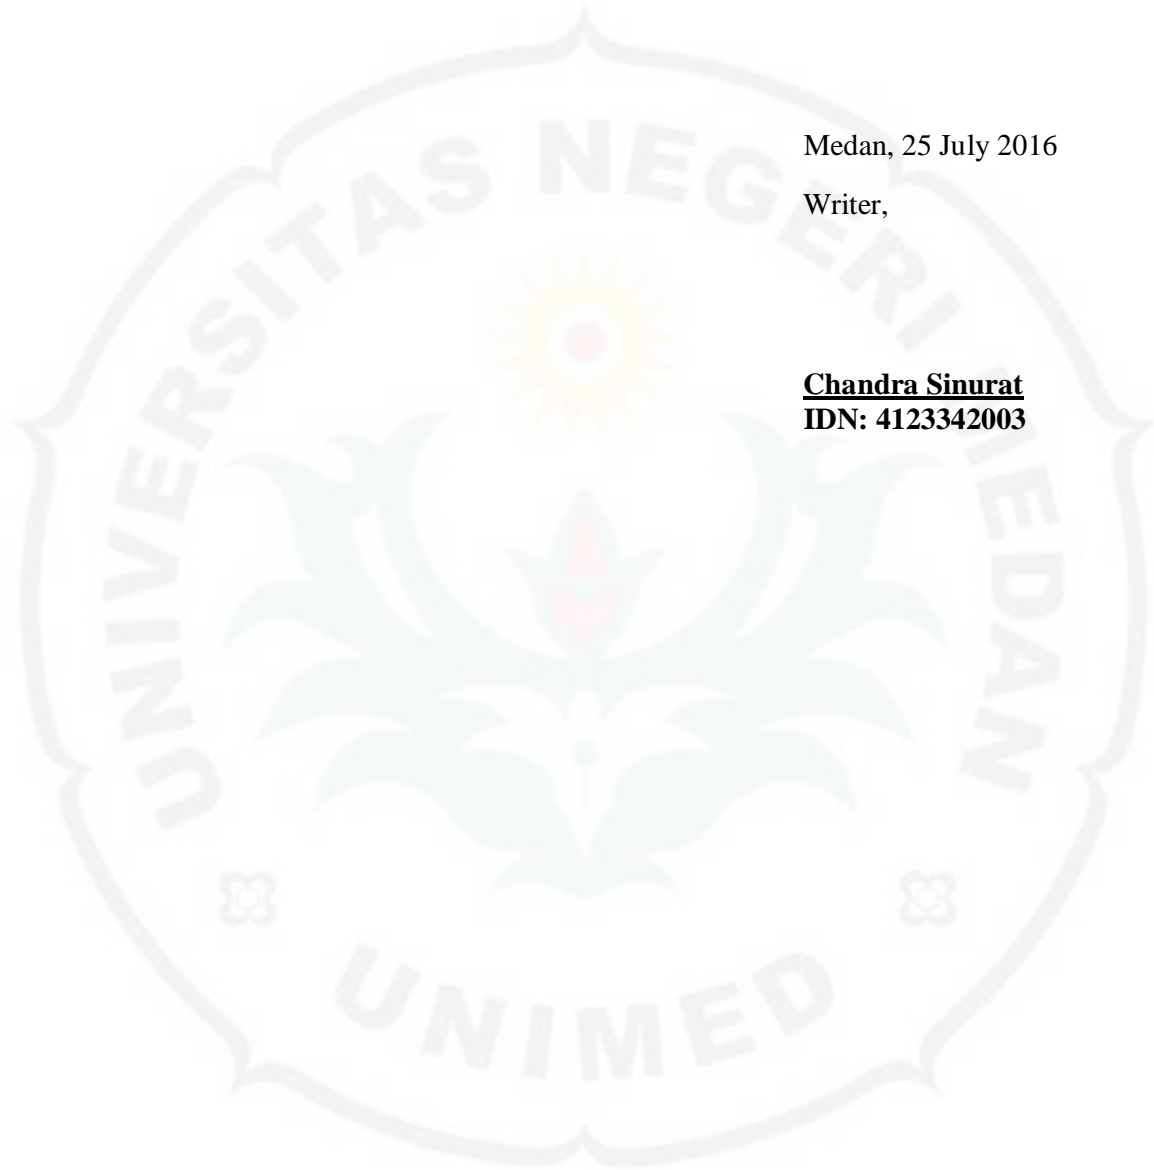 Medan, 25 July 2016
Writer,
Chandra Sinurat
IDN: 4123342003
UNIVERSITAS NEGERI MEDAN
UNIMED